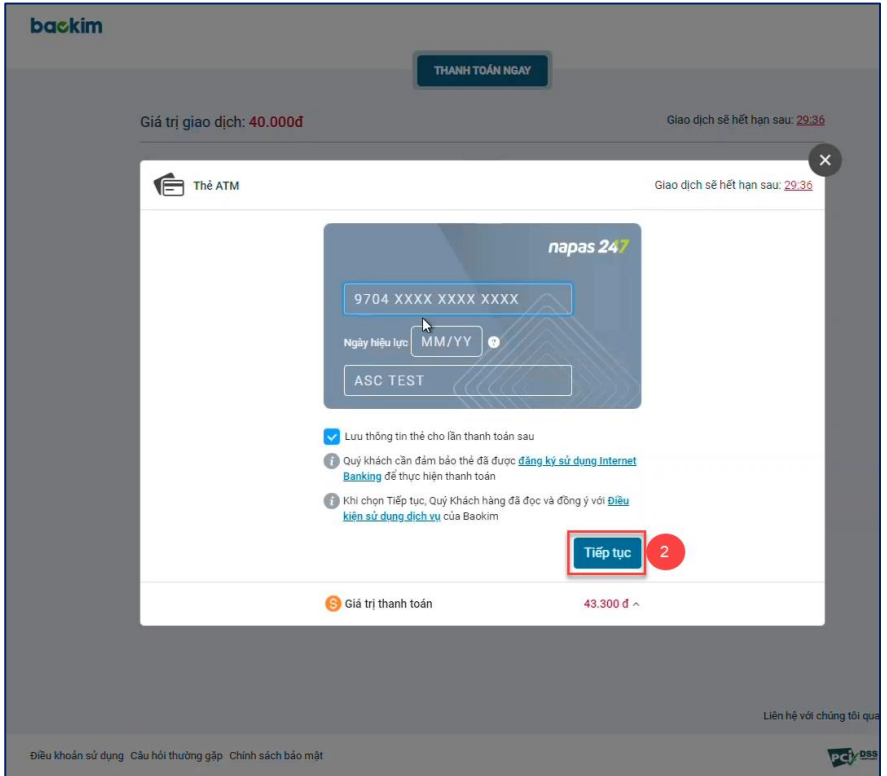 baokim
THANH TOÁN NGAY
Giá trị giao dịch: 40.000đ
Giao dịch sẽ hết hạn sau: 29:36
Thẻ ATM
Giao dịch sẽ hết hạn sau: 29:36
napas 247
9704 XXXX XXXX XXXX
Ngày hiệu lực MM/YY ?
ASC TEST
Lưu thông tin thẻ cho lần thanh toán sau
Quý khách cần đảm bảo thẻ đã được đăng ký sử dụng Internet
Banking để thực hiện thanh toán
Khi chọn Tiếp tục, Quý Khách hàng đã đọc và đồng ý với Điều
kiện sử dụng dịch vụ của Baokim
Tiếp tục 2
Giá trị thanh toán 43.300 đ
Liên hệ với chúng tôi qua
Điều khoản sử dụng Câu hỏi thường gặp Chính sách bảo mật
PCI DSS